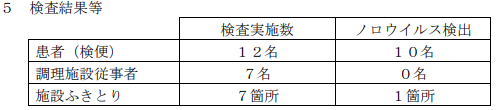 ５　検査結果等
検査実施数　ノロウイルス検出
患者（検便）　１２名　１０名
調理施設従事者　７名　０名
施設ふきとり　７箇所　１箇所